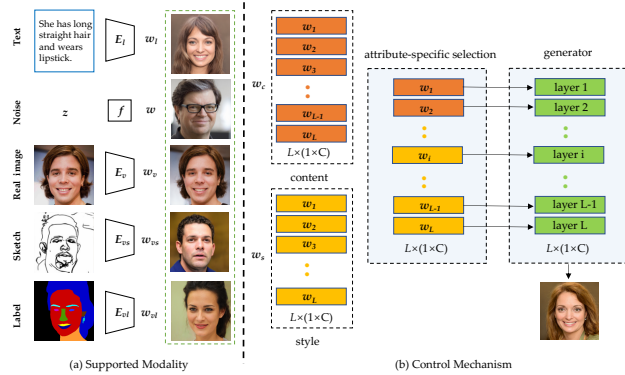 Text
She has long
straight hair
and wears
lipstick.
E_l
w_l
Noise
z
f
w
Real image
E_v
w_v
Sketch
E_vs
w_vs
Label
E_vl
w_vl
(a) Supported Modality
w_c
w_1
w_2
w_3
w_L-1
w_L
L×(1×C)
content
w_s
w_1
w_2
w_3
w_L
L×(1×C)
style
attribute-specific selection
w_1
w_2
w_i
w_L-1
w_L
L×(1×C)
generator
layer 1
layer 2
layer i
layer L-1
layer L
L×(1×C)
(b) Control Mechanism